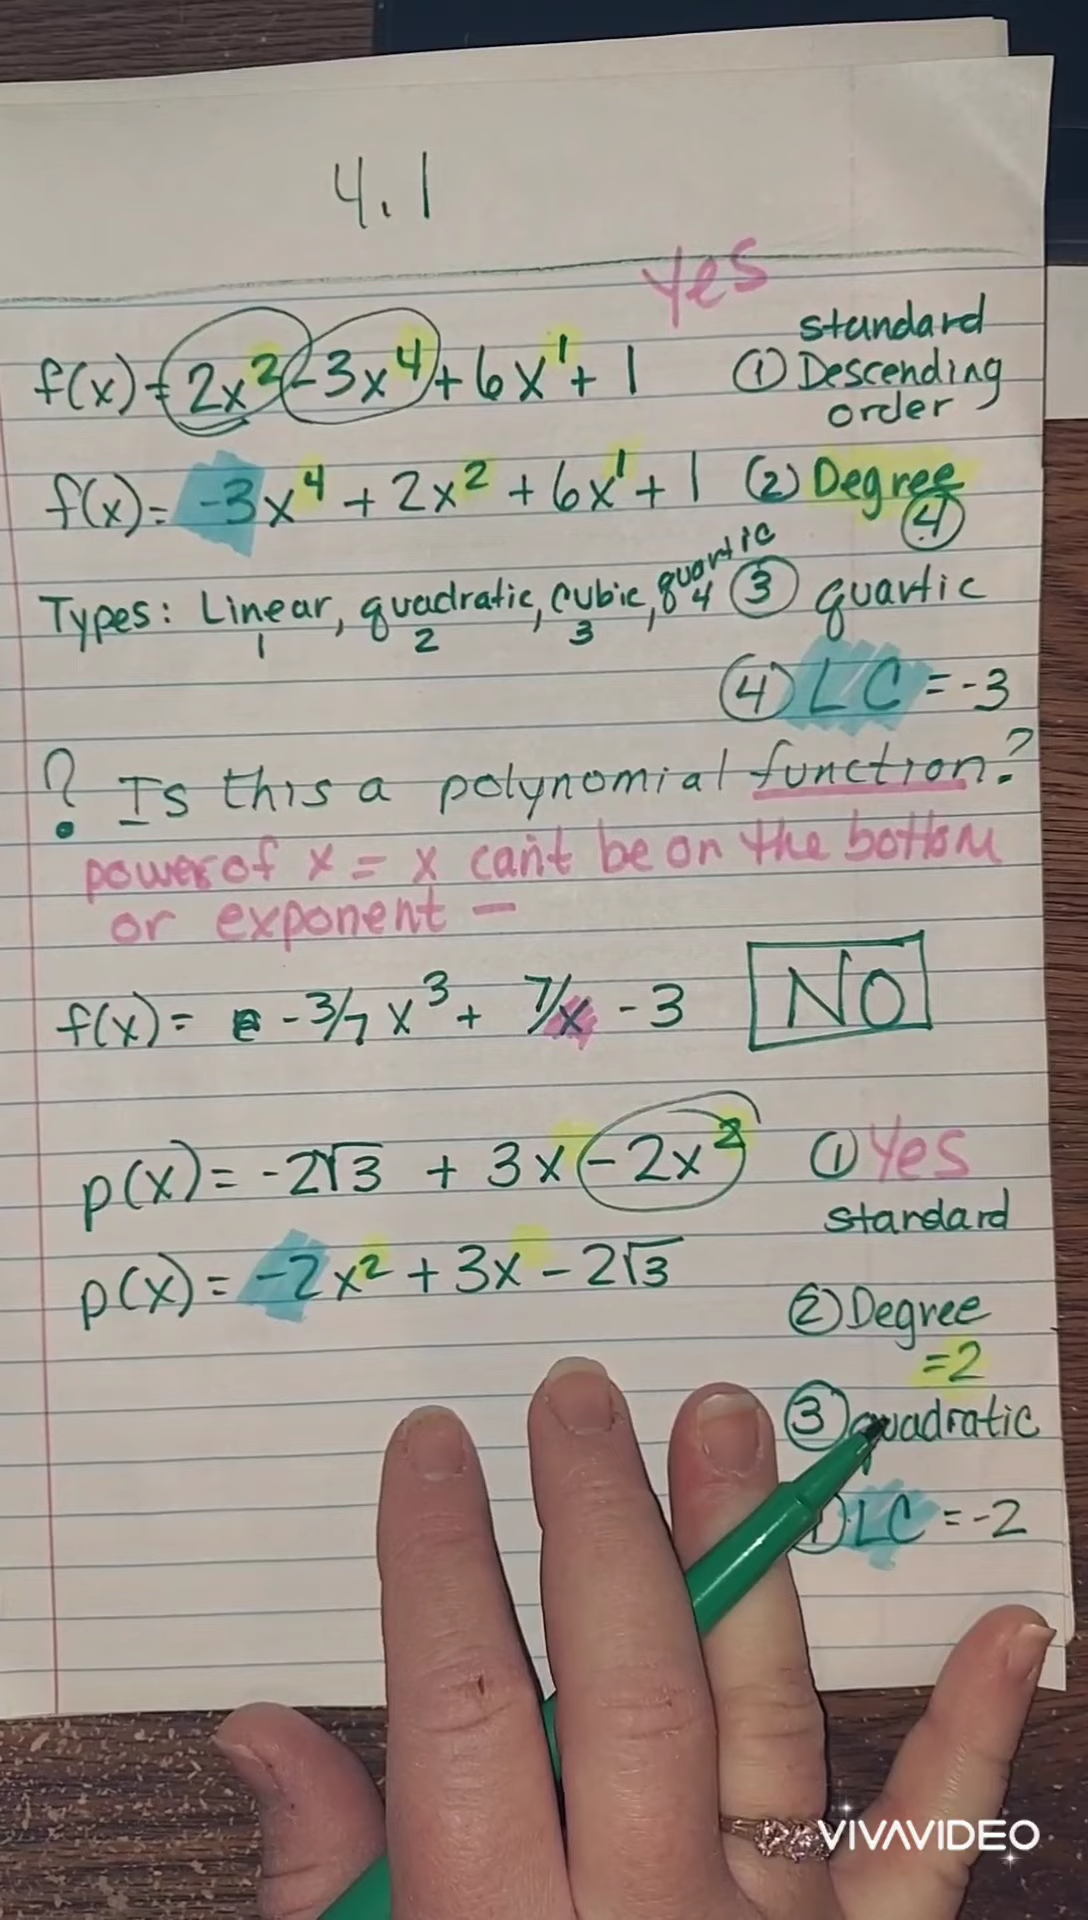 4.1
Yes
f(x) = 2x² - 3x⁴ + 6x¹ + 1
standard
① Descending
order
f(x) = -3x⁴ + 2x² + 6x¹ + 1
(2) Degree
④
Types: Linear, quadratic, cubic, quartic
1 2 3 4
③ quartic
④ LC = -3
? Is this a polynomial function?
power of x = x can't be on the bottom
or exponent -
f(x) = -3/7 x³ + 7/x - 3
NO
p(x) = -2√3 + 3x - 2x²
① Yes
standard
p(x) = -2x² + 3x - 2√3
② Degree
=2
③ quadratic
LC = -2
VIVAVIDEO